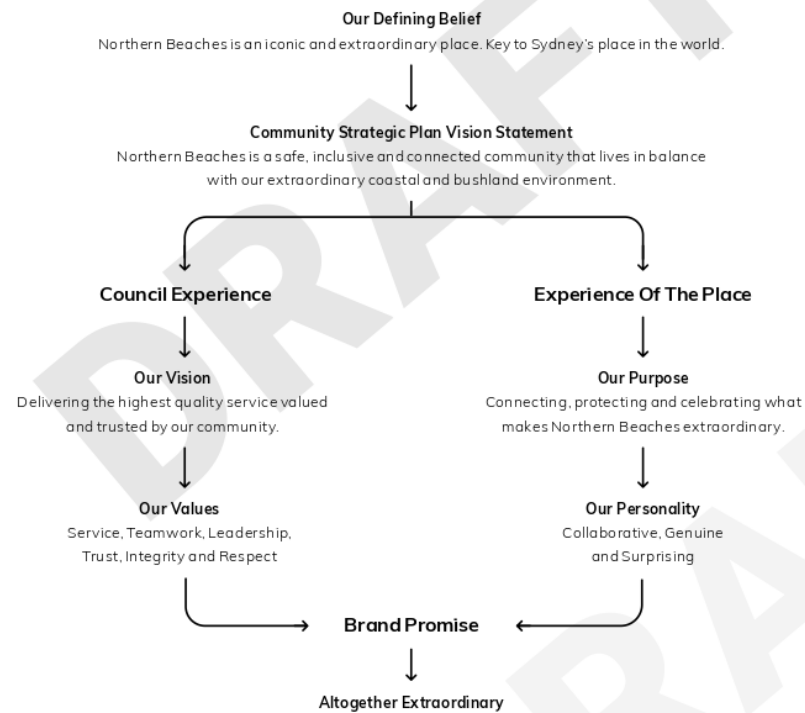 Our Defining Belief
Northern Beaches is an iconic and extraordinary place. Key to Sydney's place in the world.
Community Strategic Plan Vision Statement
Northern Beaches is a safe, inclusive and connected community that lives in balance
with our extraordinary coastal and bushland environment.
Council Experience
Our Vision
Delivering the highest quality service valued
and trusted by our community.
Our Values
Service, Teamwork, Leadership,
Trust, Integrity and Respect
Experience Of The Place
Our Purpose
Connecting, protecting and celebrating what
makes Northern Beaches extraordinary.
Our Personality
Collaborative, Genuine
and Surprising
Brand Promise
Altogether Extraordinary
DRAFT